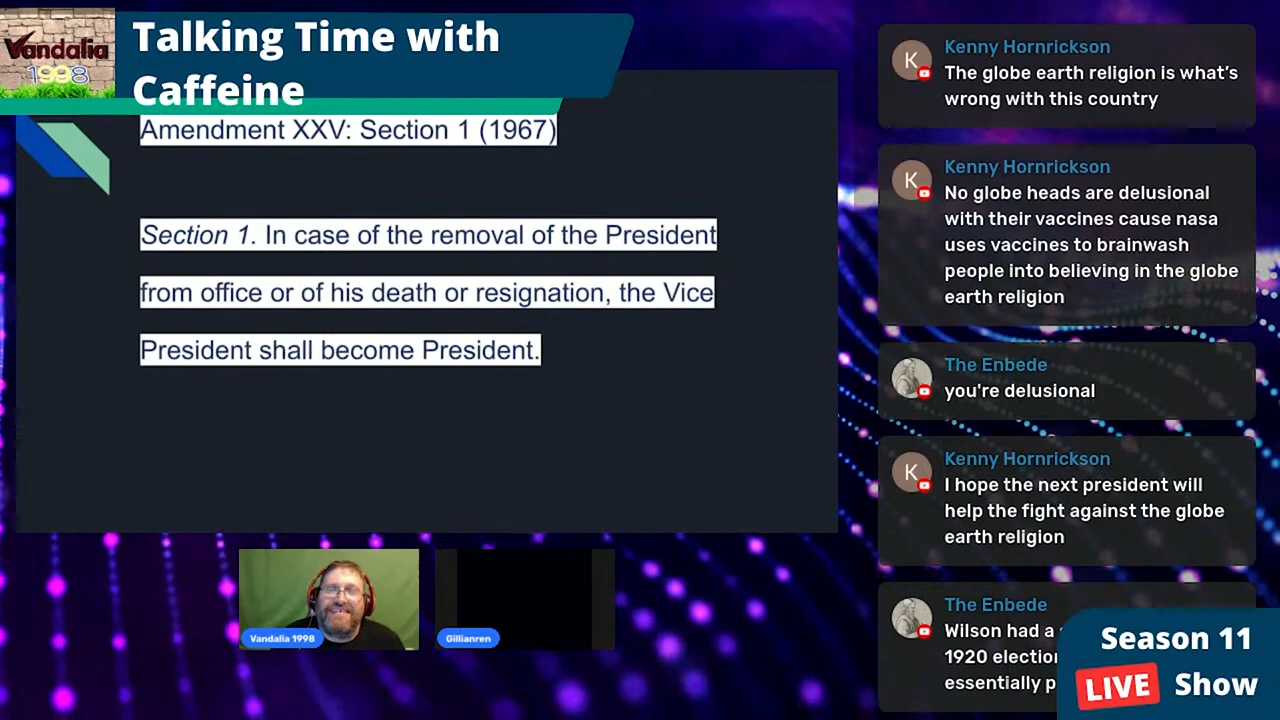 Vandalia
1998
Talking Time with
Caffeine
Amendment XXV: Section 1 (1967)
Section 1. In case of the removal of the President
from office or of his death or resignation, the Vice
President shall become President.
Vandalia 1998
Gillianren
K
Kenny Hornrickson
The globe earth religion is what’s
wrong with this country
K
Kenny Hornrickson
No globe heads are delusional
with their vaccines cause nasa
uses vaccines to brainwash
people into believing in the globe
earth religion
The Enbede
you're delusional
K
Kenny Hornrickson
I hope the next president will
help the fight against the globe
earth religion
The Enbede
Wilson had a
1920 election
essentially p
Season 11
LIVE Show